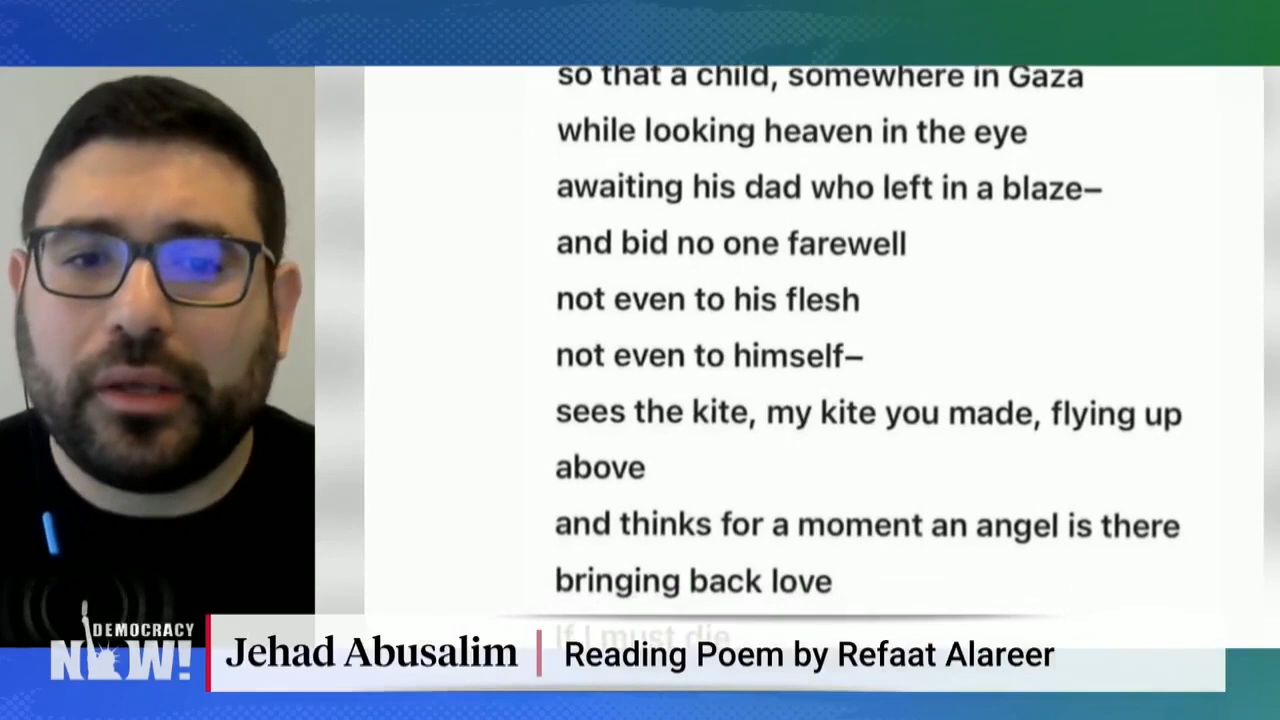 so that a child, somewhere in Gaza
while looking heaven in the eye
awaiting his dad who left in a blaze–
and bid no one farewell
not even to his flesh
not even to himself–
sees the kite, my kite you made, flying up
above
and thinks for a moment an angel is there
bringing back love
If I must die
DEMOCRACY
NOW!
Jehad Abusalim
Reading Poem by Refaat Alareer